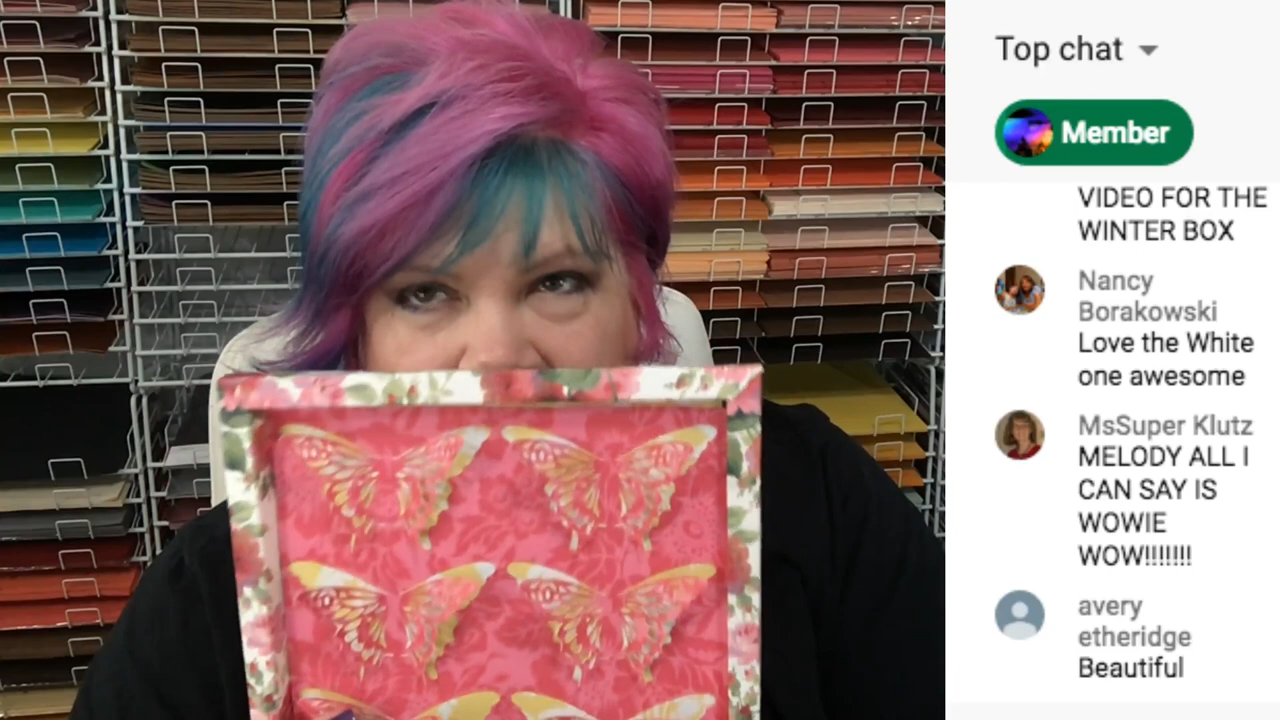 Top chat
Member
VIDEO FOR THE
WINTER BOX
Nancy
Borakowski
Love the White
one awesome
MsSuper Klutz
MELODY ALL I
CAN SAY IS
WOWIE
WOW!!!!!!!
avery
etheridge
Beautiful